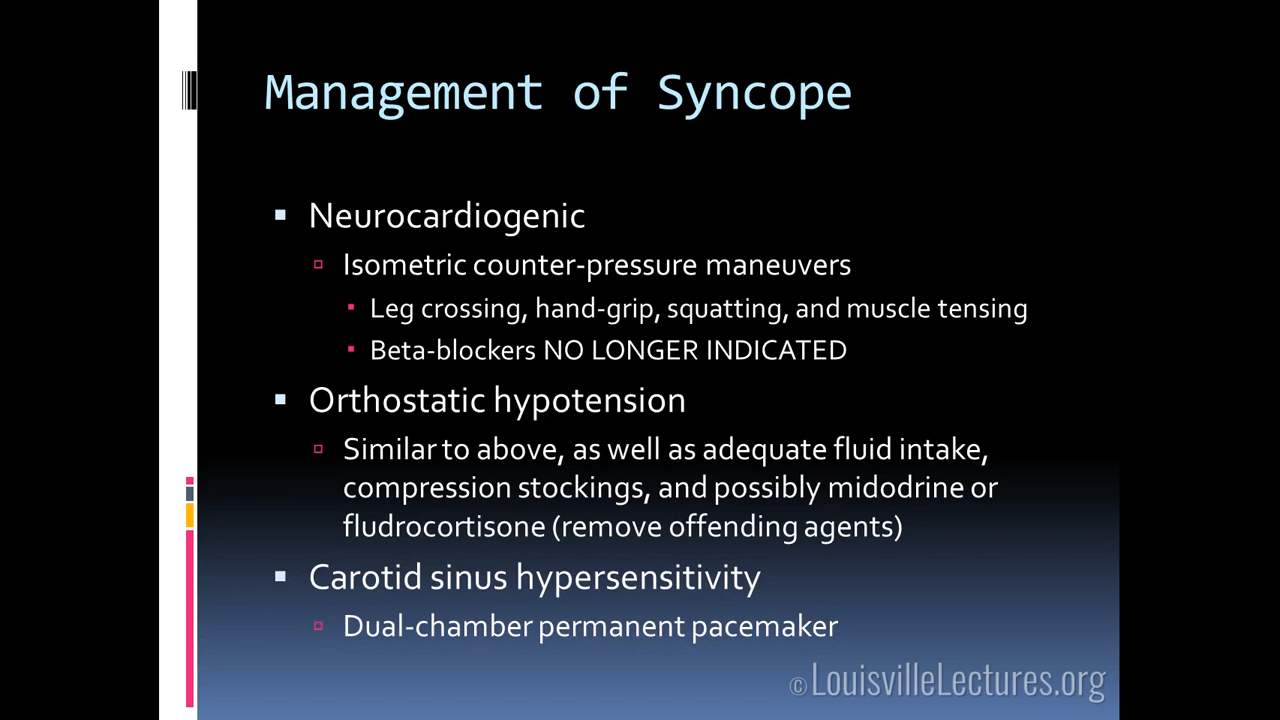 Management of Syncope
Neurocardiogenic
Isometric counter-pressure maneuvers
Leg crossing, hand-grip, squatting, and muscle tensing
Beta-blockers NO LONGER INDICATED
Orthostatic hypotension
Similar to above, as well as adequate fluid intake,
compression stockings, and possibly midodrine or
fludrocortisone (remove offending agents)
Carotid sinus hypersensitivity
Dual-chamber permanent pacemaker
© LouisvilleLectures.org